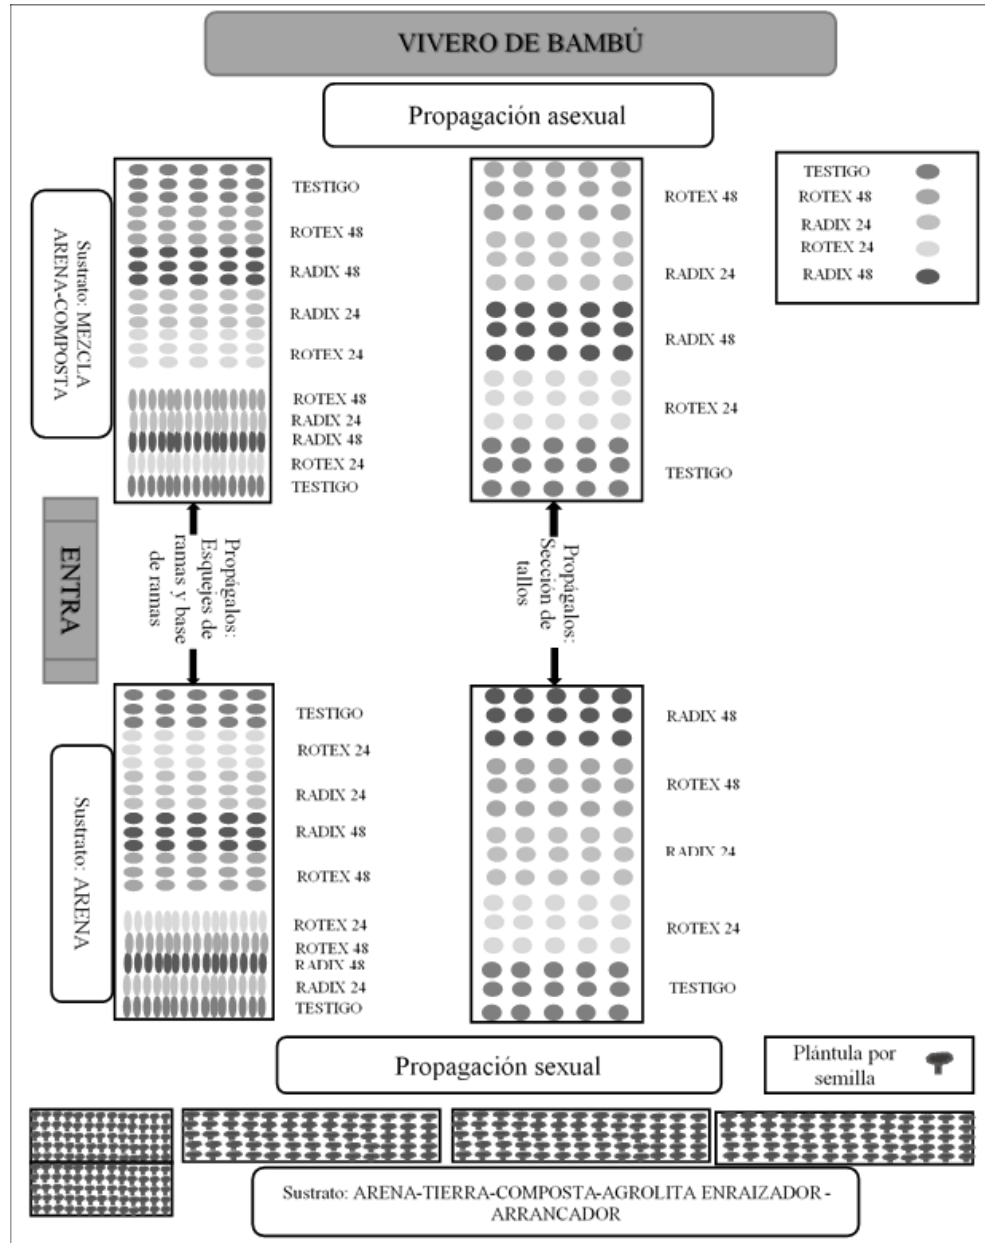 VIVERO DE BAMBÚ
Propagación asexual
TESTIGO
ROTEX 48
RADIX 24
ROTEX 24
RADIX 48
Sustrato: MEZCLA
ARENA-COMPOSTA
TESTIGO
ROTEX 48
RADIX 48
RADIX 24
ROTEX 24
ROTEX 48
RADIX 24
RADIX 48
ROTEX 24
TESTIGO
ROTEX 48
RADIX 24
RADIX 48
ROTEX 24
TESTIGO
ENTRA
Propágalos:
Esquejes de
ramas y base
de ramas
Propágalos:
Sección de
tallos
Sustrato: ARENA
TESTIGO
ROTEX 24
RADIX 24
RADIX 48
ROTEX 48
ROTEX 24
ROTEX 48
RADIX 48
RADIX 24
TESTIGO
RADIX 48
ROTEX 48
RADIX 24
ROTEX 24
TESTIGO
Propagación sexual
Plántula por
semilla
Sustrato: ARENA-TIERRA-COMPOSTA-AGROLITA ENRAIZADOR -
ARRANCADOR